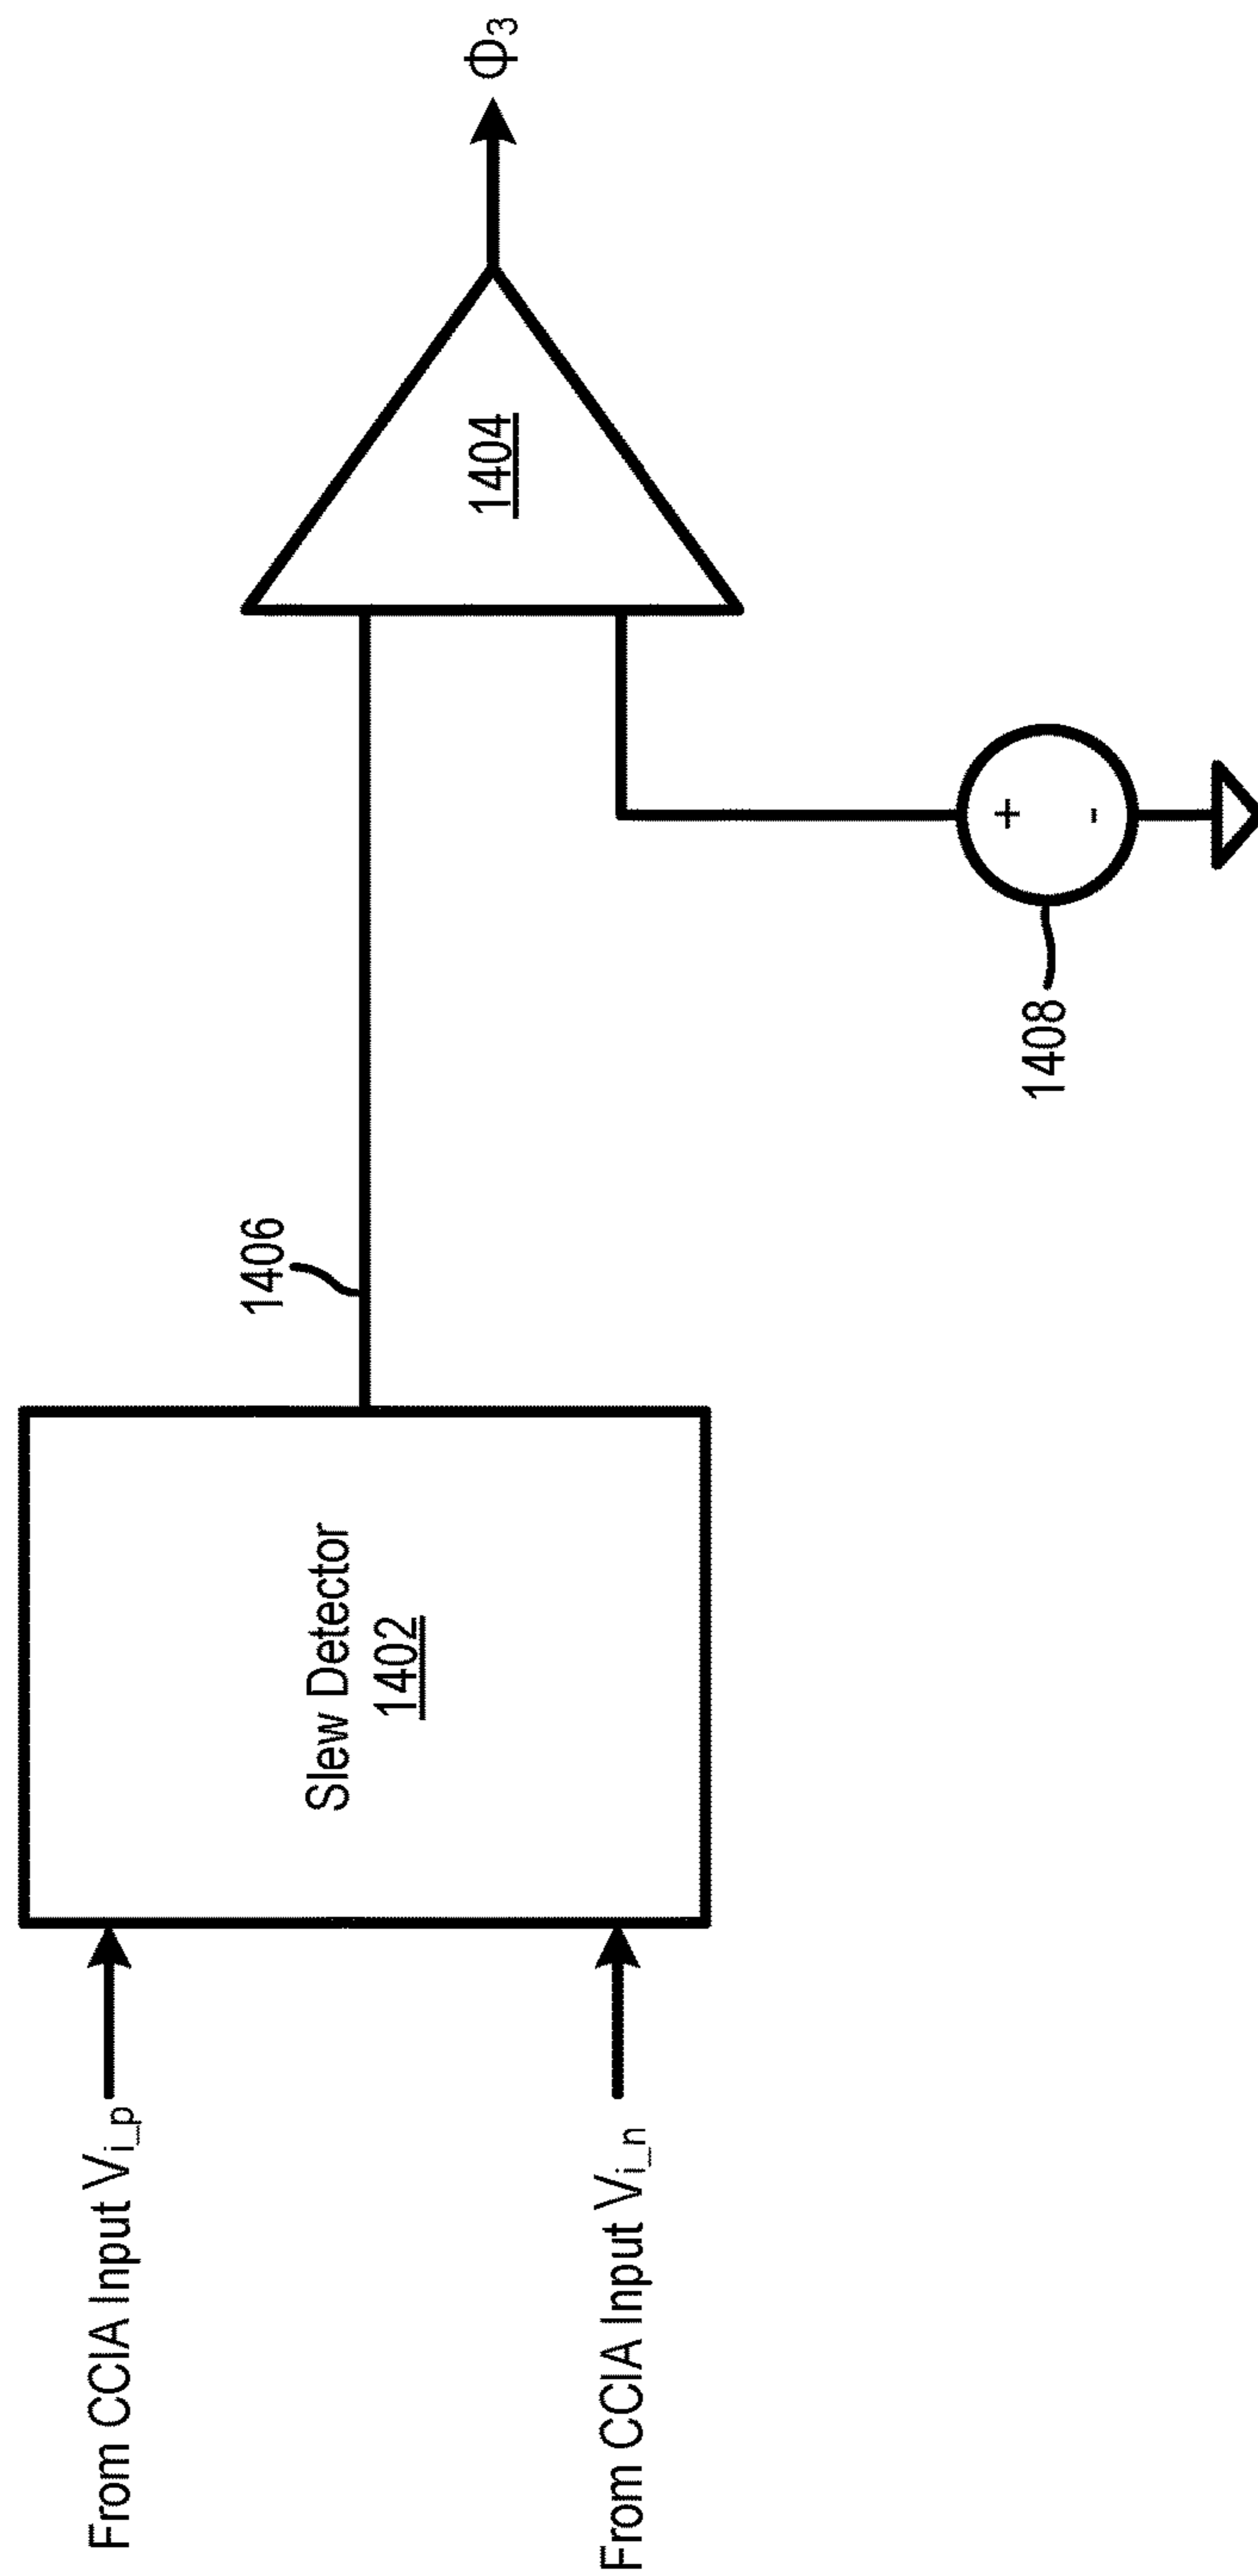 From CCIA Input Vi_p
From CCIA Input Vi_n
Slew Detector
1402
1406
1404
Φ3
+
-
1408